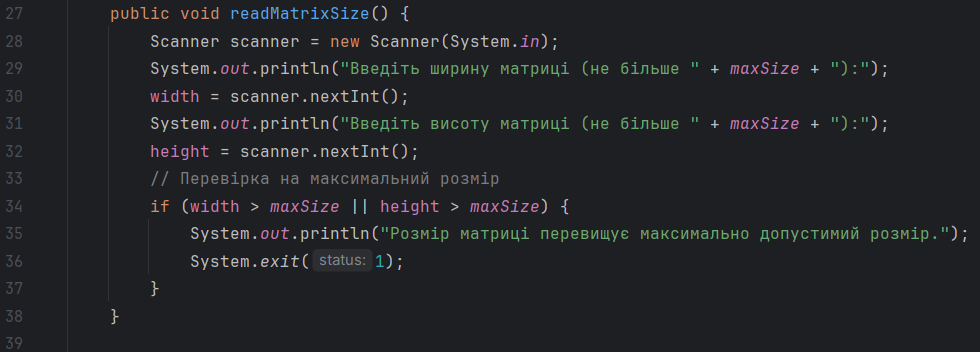 27 public void readMatrixSize() {
28 Scanner scanner = new Scanner(System.in);
29 System.out.println("Введіть ширину матриці (не більше " + maxSize + "):");
30 width = scanner.nextInt();
31 System.out.println("Введіть висоту матриці (не більше " + maxSize + "):");
32 height = scanner.nextInt();
33 // Перевірка на максимальний розмір
34 if (width > maxSize || height > maxSize) {
35 System.out.println("Розмір матриці перевищує максимально допустимий розмір.");
36 System.exit( status: 1);
37 }
38 }
39